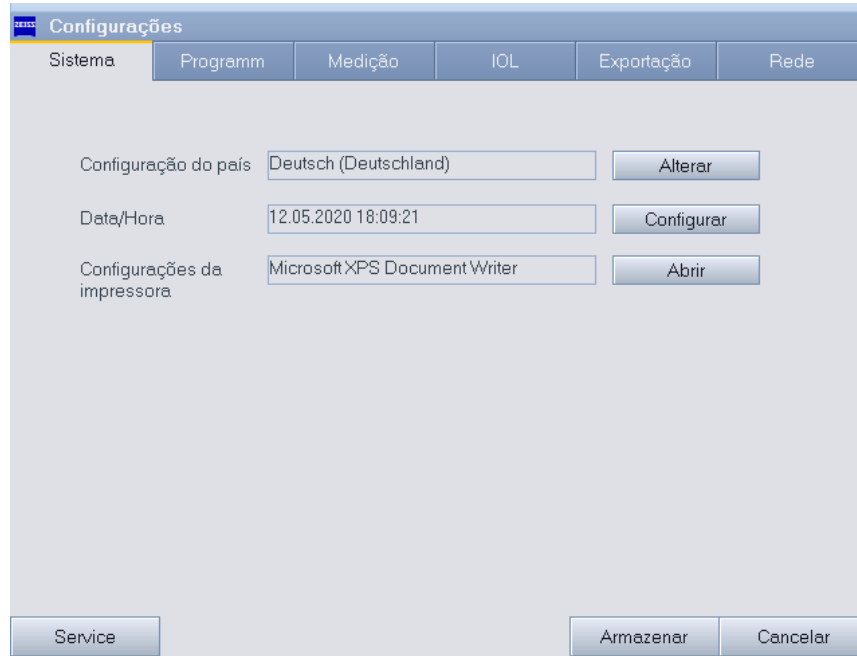 ZEISS
Configurações
Sistema Programm Medição IOL Exportação Rede
Configuração do país Deutsch (Deutschland) Alterar
Data/Hora 12.05.2020 18:09:21 Configurar
Configurações da impressora Microsoft XPS Document Writer Abrir
Service Armazenar Cancelar